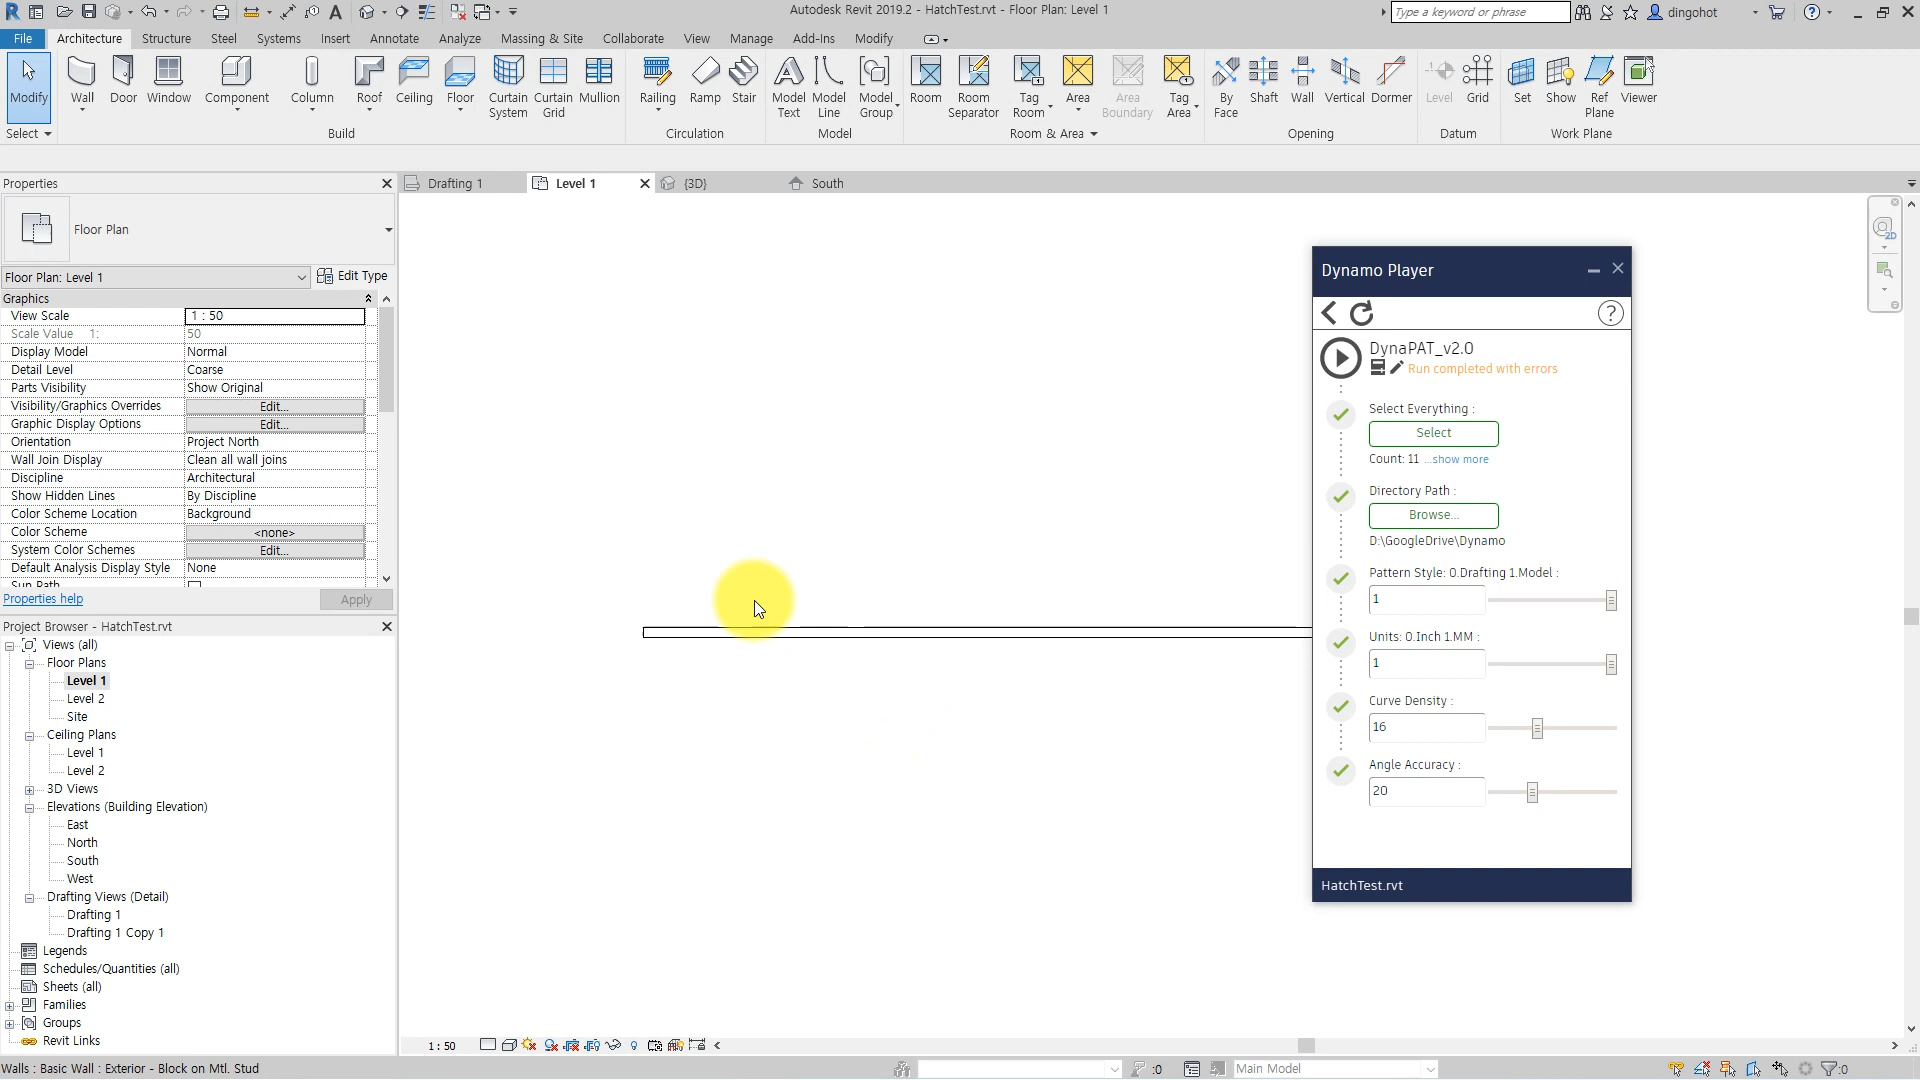 Autodesk Revit 2019.2 - HatchTest.rvt - Floor Plan: Level 1
Type a keyword or phrase
dingohot
File Architecture Structure Steel Systems Insert Annotate Analyze Massing & Site Collaborate View Manage Add-Ins Modify
Modify Wall Door Window Component Column Roof Ceiling Floor Curtain System Curtain Grid Mullion Railing Ramp Stair Model Text Model Line Model Group Room Room Separator Tag Room Area Area Boundary Tag Area By Face Shaft Wall Vertical Dormer Level Grid Set Show Ref Plane Viewer
Select Build Circulation Model Room & Area Opening Datum Work Plane
Properties
Drafting 1 Level 1 {3D} South
Floor Plan
Floor Plan: Level 1 Edit Type
Graphics
View Scale 1 : 50
Scale Value 1: 50
Display Model Normal
Detail Level Coarse
Parts Visibility Show Original
Visibility/Graphics Overrides Edit...
Graphic Display Options Edit...
Orientation Project North
Wall Join Display Clean all wall joins
Discipline Architectural
Show Hidden Lines By Discipline
Color Scheme Location Background
Color Scheme <none>
System Color Schemes Edit...
Default Analysis Display Style None
Sun Path
Properties help Apply
Project Browser - HatchTest.rvt
Views (all)
Floor Plans
Level 1
Level 2
Site
Ceiling Plans
Level 1
Level 2
3D Views
Elevations (Building Elevation)
East
North
South
West
Drafting Views (Detail)
Drafting 1
Drafting 1 Copy 1
Legends
Schedules/Quantities (all)
Sheets (all)
Families
Groups
Revit Links
2D
Dynamo Player
DynaPAT_v2.0
Run completed with errors
Select Everything :
Select
Count: 11 ...show more
Directory Path :
Browse...
D:\GoogleDrive\Dynamo
Pattern Style: 0.Drafting 1.Model :
1
Units: 0.Inch 1.MM :
1
Curve Density :
16
Angle Accuracy :
20
HatchTest.rvt
1 : 50
Walls : Basic Wall : Exterior - Block on Mtl. Stud
:0
Main Model
:0